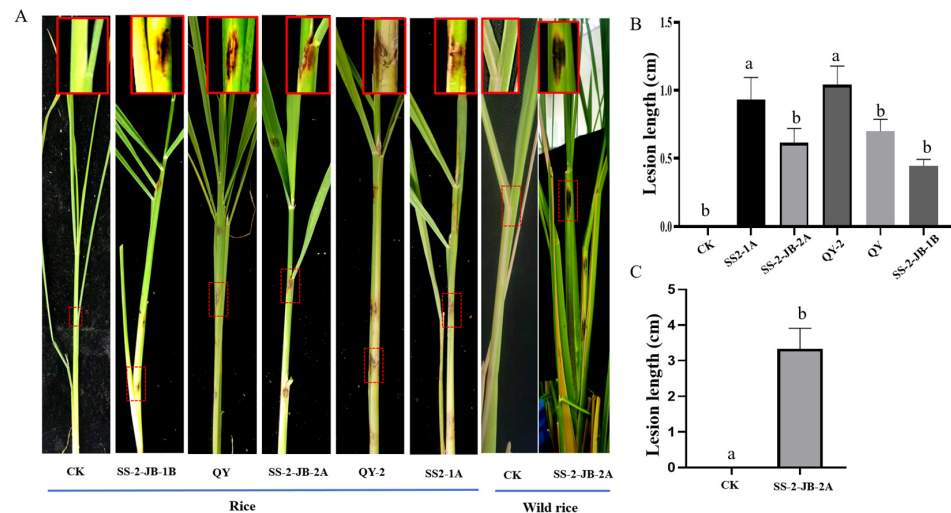 A
CK
SS-2-JB-1B
QY
SS-2-JB-2A
QY-2
SS2-1A
CK
SS-2-JB-2A
Rice
Wild rice
B
Lesion length (cm)
1.5
1.0
0.5
0.0
b
a
b
a
b
b
CK
SS2-1A
SS-2-JB-2A
QY-2
QY
SS-2-JB-1B
C
Lesion length (cm)
5
4
3
2
1
0
a
b
CK
SS-2-JB-2A